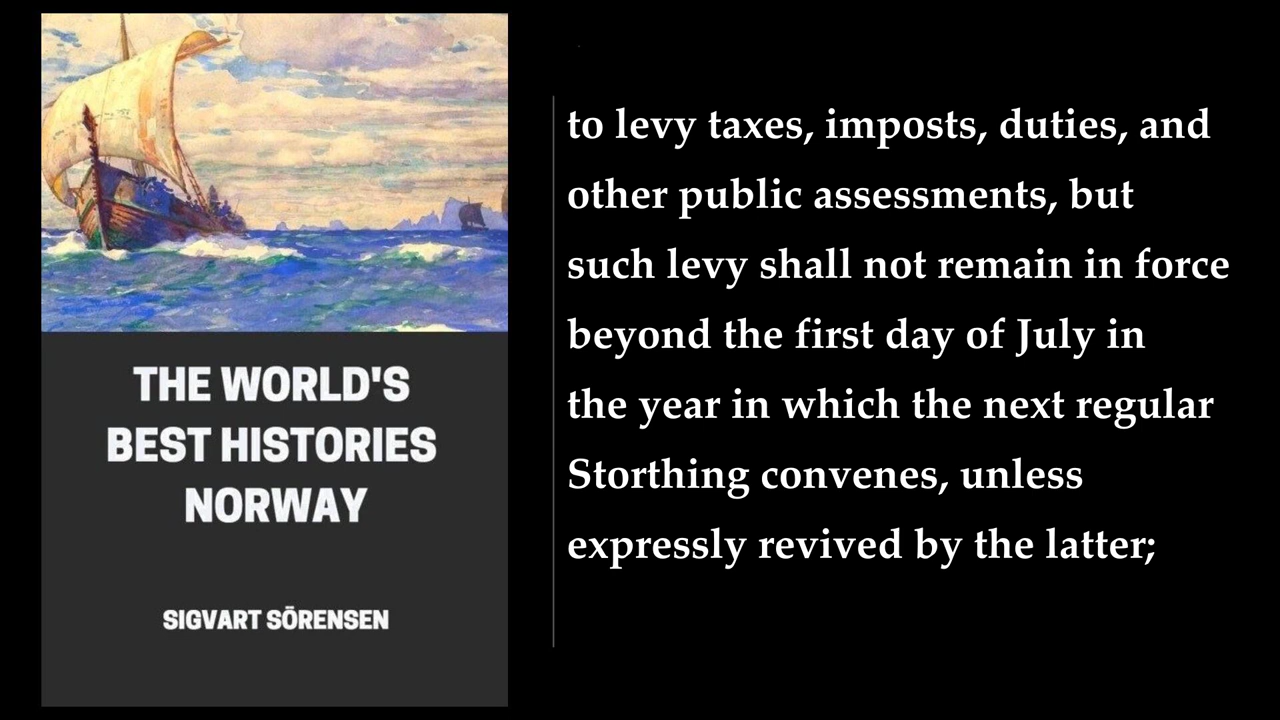 THE WORLD'S
BEST HISTORIES
NORWAY
SIGVART SÖRENSEN
to levy taxes, imposts, duties, and
other public assessments, but
such levy shall not remain in force
beyond the first day of July in
the year in which the next regular
Storthing convenes, unless
expressly revived by the latter;